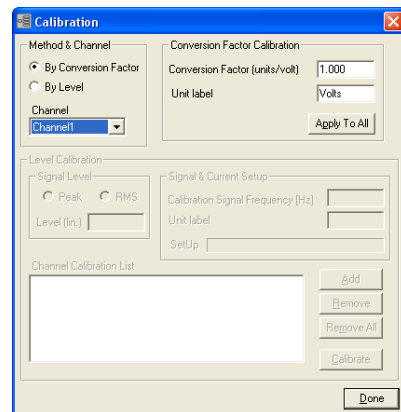 Calibration
Method & Channel
By Conversion Factor
By Level
Channel
Channel1
Conversion Factor Calibration
Conversion Factor (units/volt) 1.000
Unit label Volts
Apply To All
Level Calibration
Signal Level
Peak RMS
Level (lin.)
Signal & Current Setup
Calibration Signal Frequency [Hz]
Unit label
SetUp
Channel Calibration List
Add
Remove
Remove All
Calibrate
Done